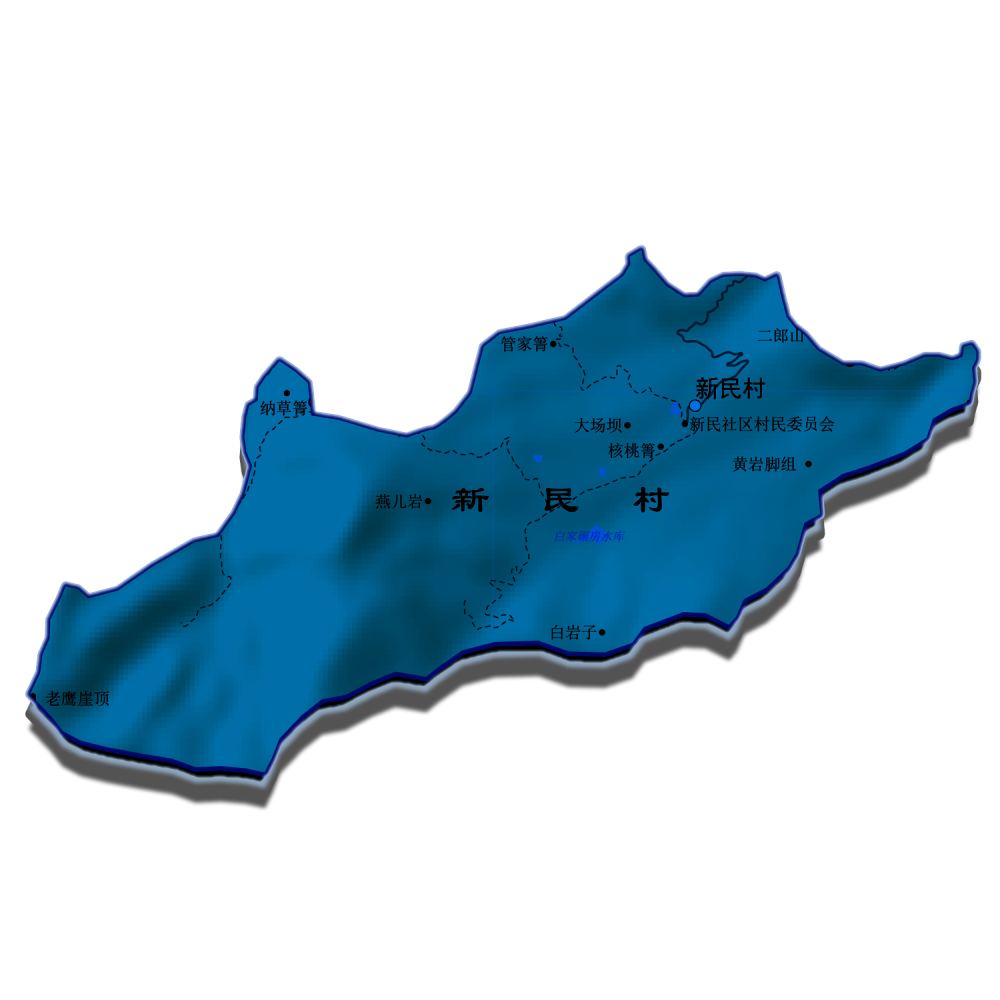 二郎山
管家箐
新民村
纳草箐
大场坝
新民社区村民委员会
核桃箐
黄岩脚组
燕儿岩
新民村
白家碾房水库
白岩子
老鹰崖顶